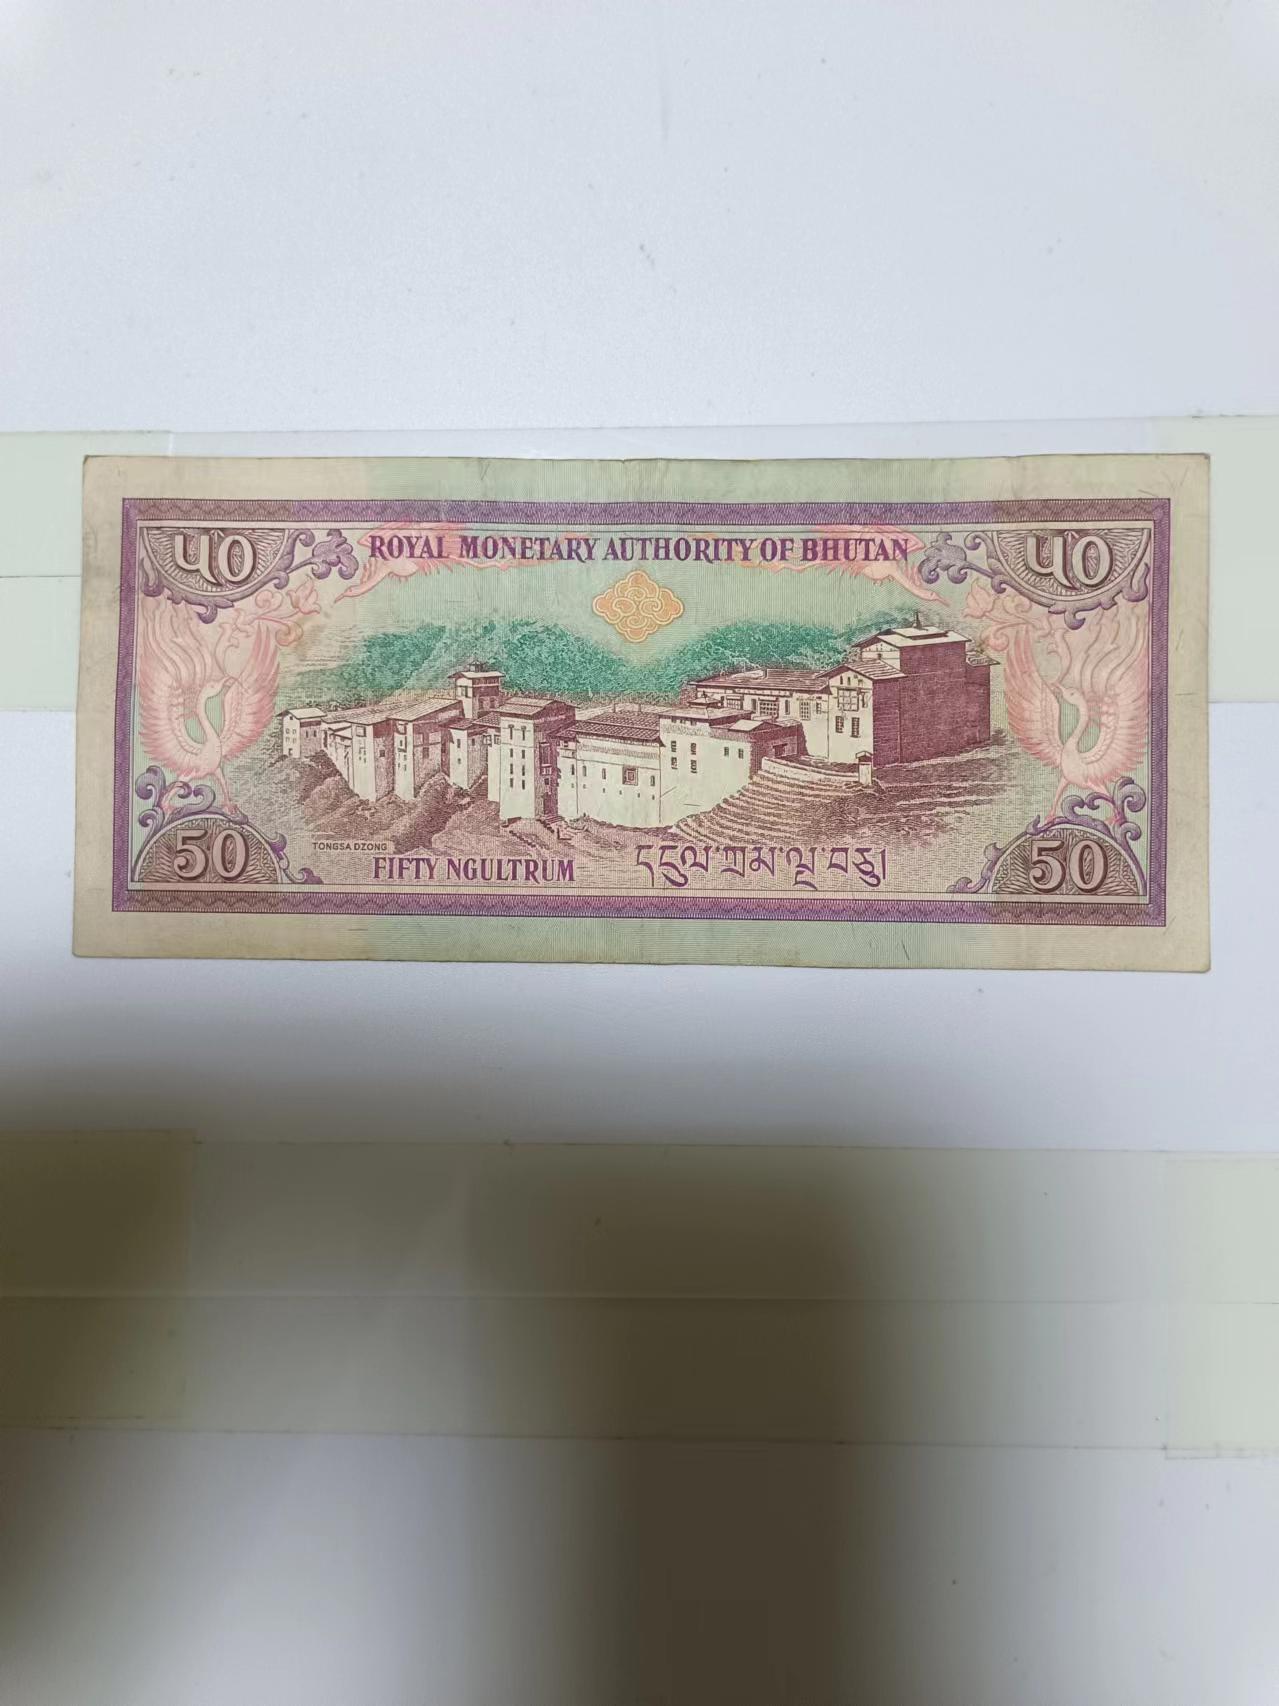 ༥༠ ROYAL MONETARY AUTHORITY OF BHUTAN ༥༠
TONGSA DZONG
50 FIFTY NGULTRUM དངུལ་ཀྲམ་ལྔ་བཅུ། 50